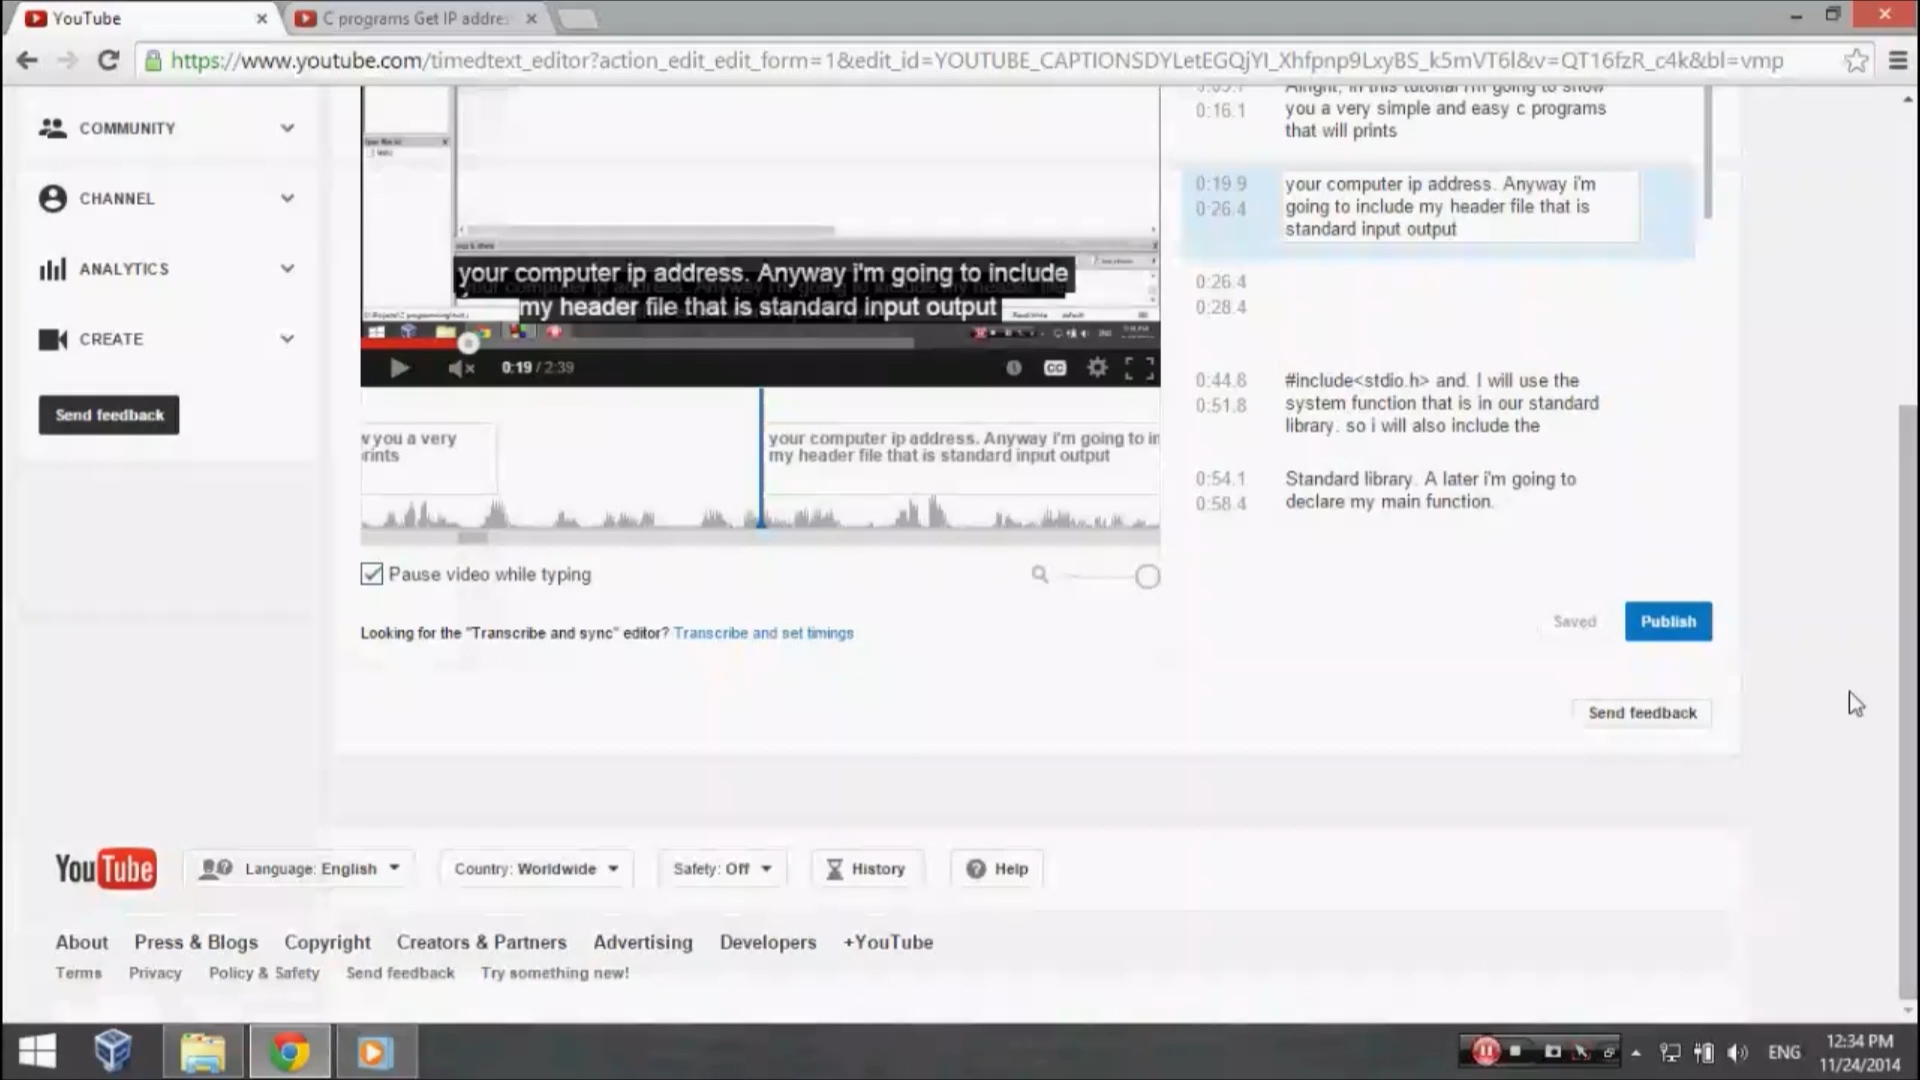 YouTube
C programs Get IP addre
https://www.youtube.com/timedtext_editor?action_edit_edit_form=1&edit_id=YOUTUBE_CAPTIONSDYLetEGQjYI_Xhfpnp9LxyBS_k5mVT6l&v=QT16fzR_c4k&bl=vmp
COMMUNITY
CHANNEL
ANALYTICS
CREATE
Send feedback
your computer ip address. Anyway i'm going to include
my header file that is standard input output
0:19 / 2:39
CC
w you a very
rints
your computer ip address. Anyway I'm going to in
my header file that is standard input output
Pause video while typing
Looking for the "Transcribe and sync" editor? Transcribe and set timings
Alright, in this tutorial I'm going to show
0:16.1
you a very simple and easy c programs
that will prints
0:19.9
0:26.4
your computer ip address. Anyway i'm
going to include my header file that is
standard input output
0:26.4
0:28.4
0:44.8
0:51.8
#include<stdio.h> and. I will use the
system function that is in our standard
library. so i will also include the
0:54.1
0:58.4
Standard library. A later i'm going to
declare my main function.
Saved
Publish
Send feedback
YouTube
Language: English
Country: Worldwide
Safety: Off
History
Help
About Press & Blogs Copyright Creators & Partners Advertising Developers +YouTube
Terms Privacy Policy & Safety Send feedback Try something new!
ENG
12:34 PM
11/24/2014